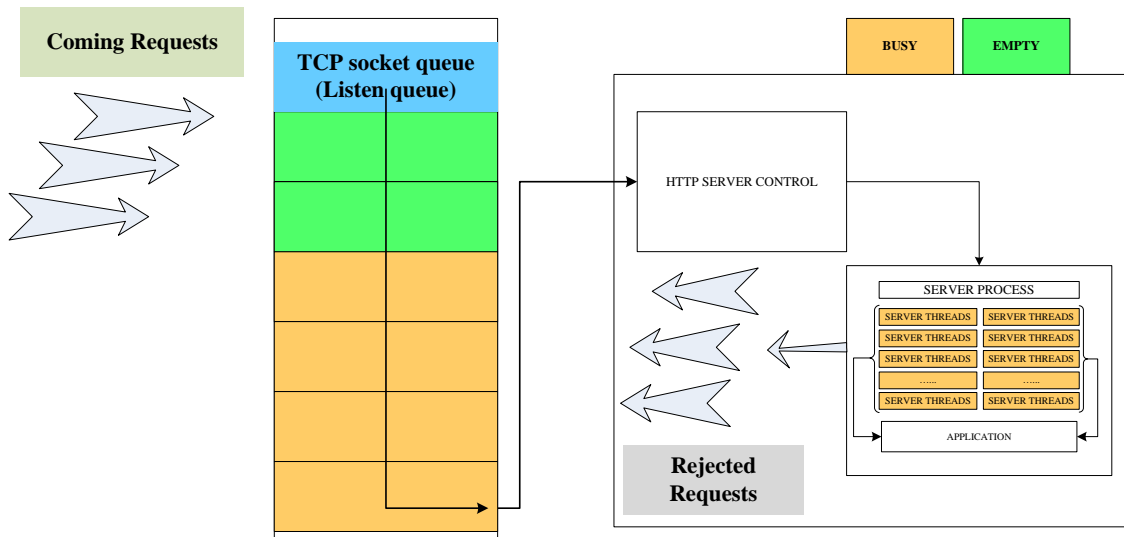 Coming Requests
TCP socket queue
(Listen queue)
BUSY
EMPTY
HTTP SERVER CONTROL
SERVER PROCESS
SERVER THREADS
SERVER THREADS
SERVER THREADS
SERVER THREADS
SERVER THREADS
SERVER THREADS
…...
…...
SERVER THREADS
SERVER THREADS
APPLICATION
Rejected
Requests